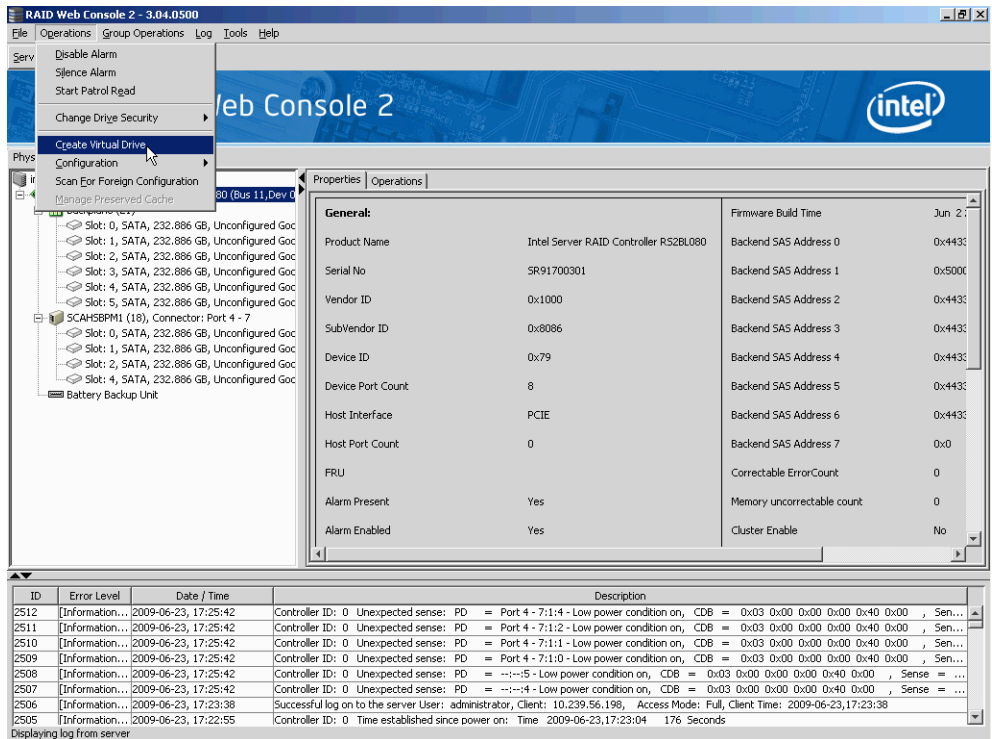 RAID Web Console 2 - 3.04.0500
File Operations Group Operations Log Tools Help
Serv
Disable Alarm
Silence Alarm
Start Patrol Read
Change Drive Security
Create Virtual Drive
Configuration
Scan For Foreign Configuration
Manage Preserved Cache
Web Console 2
intel
Phys
80 (Bus 11,Dev 0
Slot: 0, SATA, 232.886 GB, Unconfigured Goo
Slot: 1, SATA, 232.886 GB, Unconfigured Goo
Slot: 2, SATA, 232.886 GB, Unconfigured Goo
Slot: 3, SATA, 232.886 GB, Unconfigured Goo
Slot: 4, SATA, 232.886 GB, Unconfigured Goo
Slot: 5, SATA, 232.886 GB, Unconfigured Goo
SCAHSBPM1 (18), Connector: Port 4 - 7
Slot: 0, SATA, 232.886 GB, Unconfigured Goo
Slot: 1, SATA, 232.886 GB, Unconfigured Goo
Slot: 2, SATA, 232.886 GB, Unconfigured Goo
Slot: 4, SATA, 232.886 GB, Unconfigured Goo
Battery Backup Unit
Properties Operations
General:
Product Name Intel Server RAID Controller RS2BL080
Serial No SR91700301
Vendor ID 0x1000
SubVendor ID 0x8086
Device ID 0x79
Device Port Count 8
Host Interface PCIE
Host Port Count 0
FRU
Alarm Present Yes
Alarm Enabled Yes
Firmware Build Time Jun 2
Backend SAS Address 0 0x4433
Backend SAS Address 1 0x5000
Backend SAS Address 2 0x4433
Backend SAS Address 3 0x4433
Backend SAS Address 4 0x4433
Backend SAS Address 5 0x4433
Backend SAS Address 6 0x4433
Backend SAS Address 7 0x0
Correctable ErrorCount 0
Memory uncorrectable count 0
Cluster Enable No
ID Error Level Date / Time Description
2512 [Information... 2009-06-23, 17:25:42 Controller ID: 0 Unexpected sense: PD = Port 4 - 7:1:4 - Low power condition on, CDB = 0x03 0x00 0x00 0x00 0x40 0x00 , Sen...
2511 [Information... 2009-06-23, 17:25:42 Controller ID: 0 Unexpected sense: PD = Port 4 - 7:1:2 - Low power condition on, CDB = 0x03 0x00 0x00 0x00 0x40 0x00 , Sen...
2510 [Information... 2009-06-23, 17:25:42 Controller ID: 0 Unexpected sense: PD = Port 4 - 7:1:1 - Low power condition on, CDB = 0x03 0x00 0x00 0x00 0x40 0x00 , Sen...
2509 [Information... 2009-06-23, 17:25:42 Controller ID: 0 Unexpected sense: PD = Port 4 - 7:1:0 - Low power condition on, CDB = 0x03 0x00 0x00 0x00 0x40 0x00 , Sen...
2508 [Information... 2009-06-23, 17:25:42 Controller ID: 0 Unexpected sense: PD = --:--:5 - Low power condition on, CDB = 0x03 0x00 0x00 0x00 0x40 0x00 , Sense = ...
2507 [Information... 2009-06-23, 17:25:42 Controller ID: 0 Unexpected sense: PD = --:--:4 - Low power condition on, CDB = 0x03 0x00 0x00 0x00 0x40 0x00 , Sense = ...
2506 [Information... 2009-06-23, 17:23:38 Successful log on to the server User: administrator, Client: 10.239.56.198, Access Mode: Full, Client Time: 2009-06-23,17:23:38
2505 [Information... 2009-06-23, 17:22:55 Controller ID: 0 Time established since power on: Time 2009-06-23,17:23:04 176 Seconds
Displaying log from server